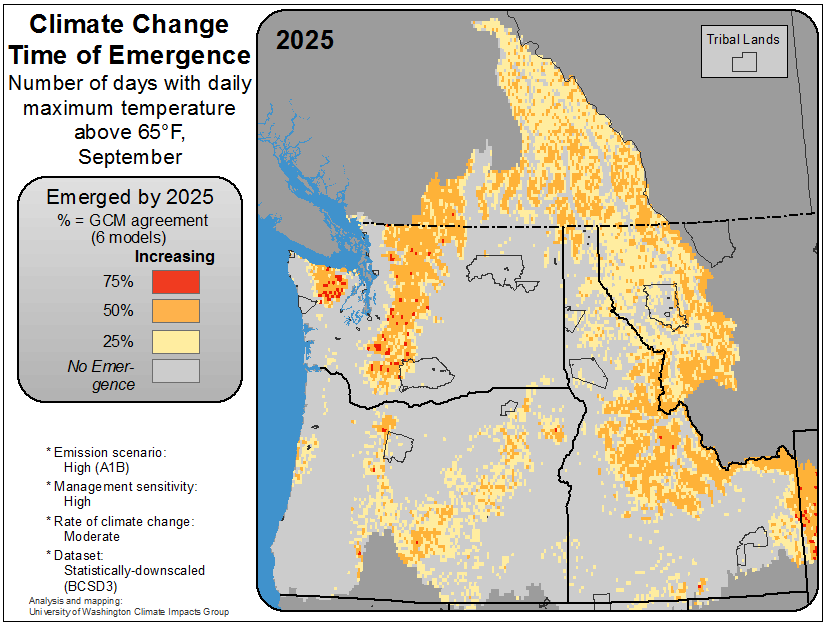 Climate Change
Time of Emergence
Number of days with daily
maximum temperature
above 65°F,
September
Emerged by 2025
% = GCM agreement
(6 models)
Increasing
75%
50%
25%
No Emer-
gence
* Emission scenario:
High (A1B)
* Management sensitivity:
High
* Rate of climate change:
Moderate
* Dataset:
Statistically-downscaled
(BCSD3)
Analysis and mapping:
University of Washington Climate Impacts Group
2025
Tribal Lands